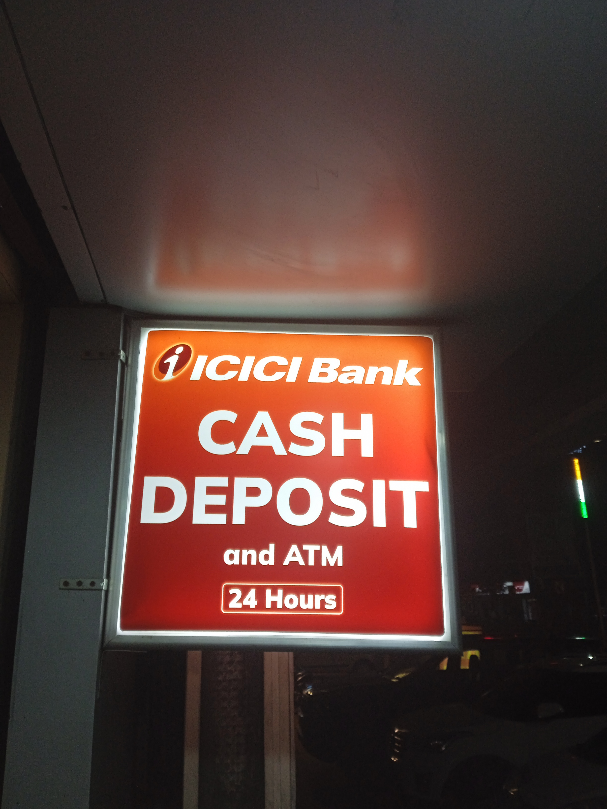 ICICI Bank
CASH
DEPOSIT
and ATM
24 Hours